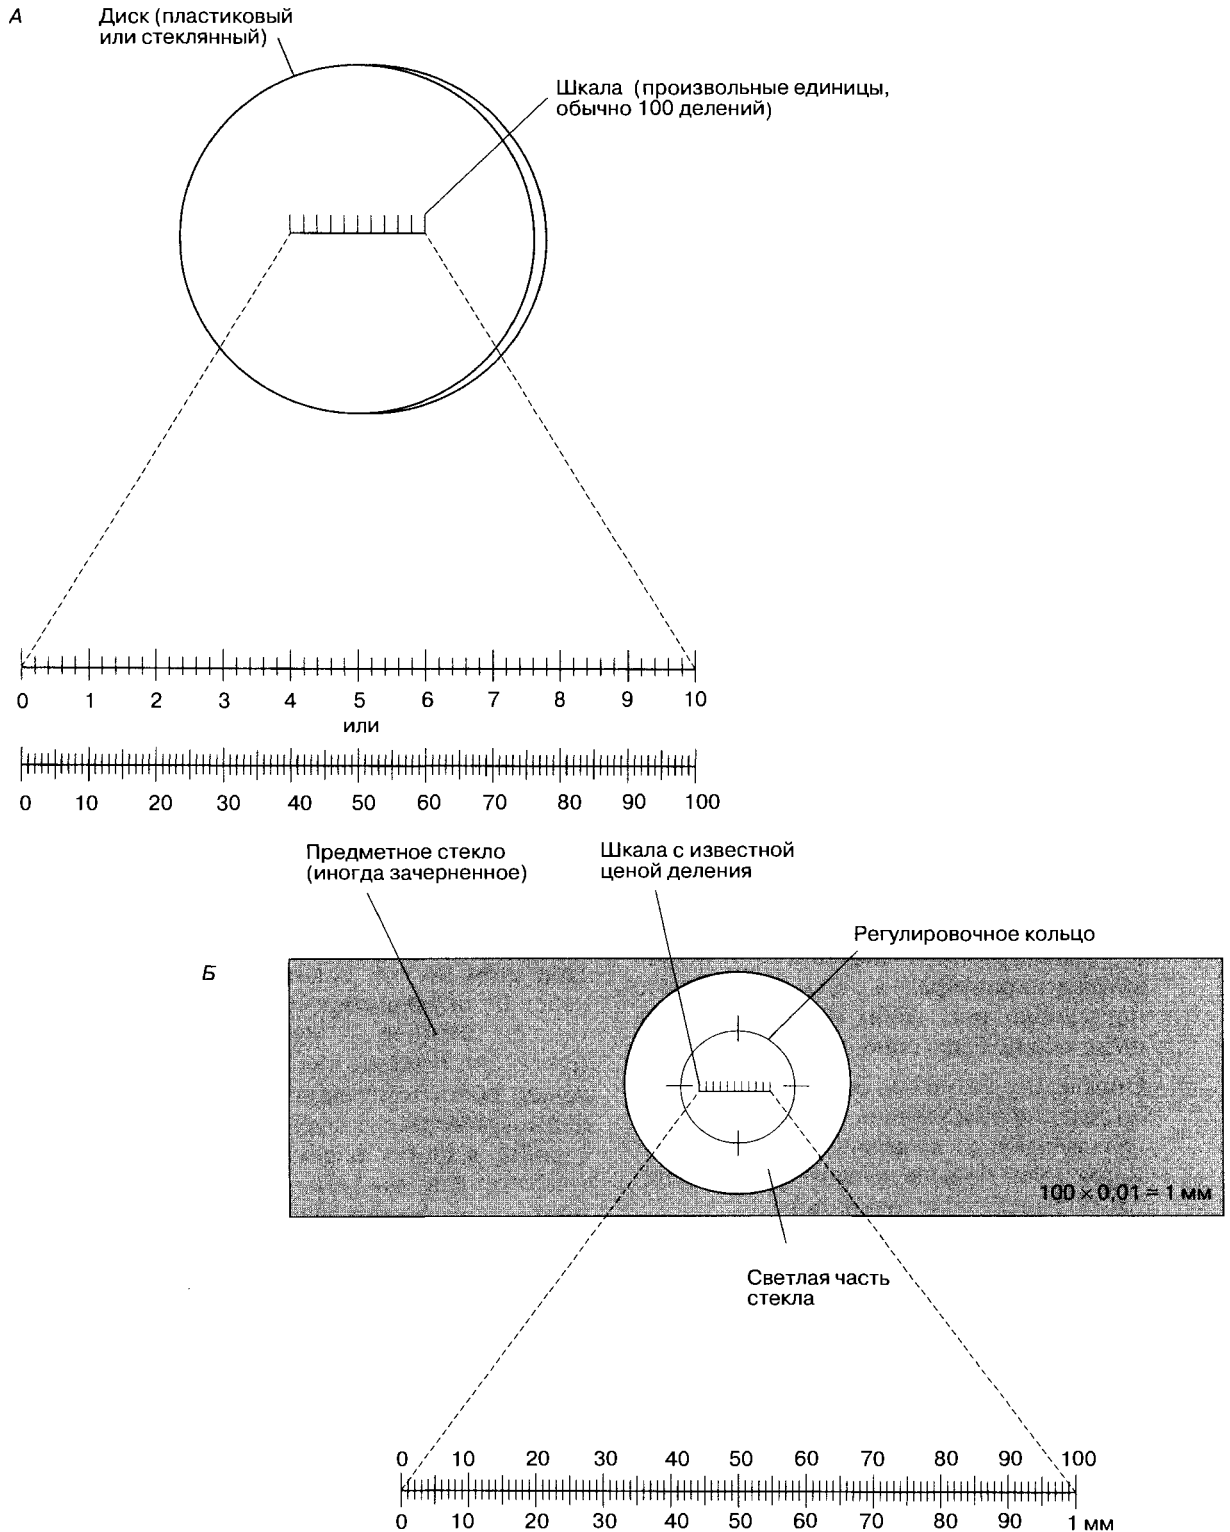 А
Диск (пластиковый
или стеклянный)
Шкала (произвольные единицы,
обычно 100 делений)
0 1 2 3 4 5 6 7 8 9 10
или
0 10 20 30 40 50 60 70 80 90 100
Предметное стекло
(иногда зачерненное)
Шкала с известной
ценой деления
Регулировочное кольцо
Б
100 × 0,01 = 1 мм
Светлая часть
стекла
0 10 20 30 40 50 60 70 80 90 100
0 10 20 30 40 50 60 70 80 90 1 мм